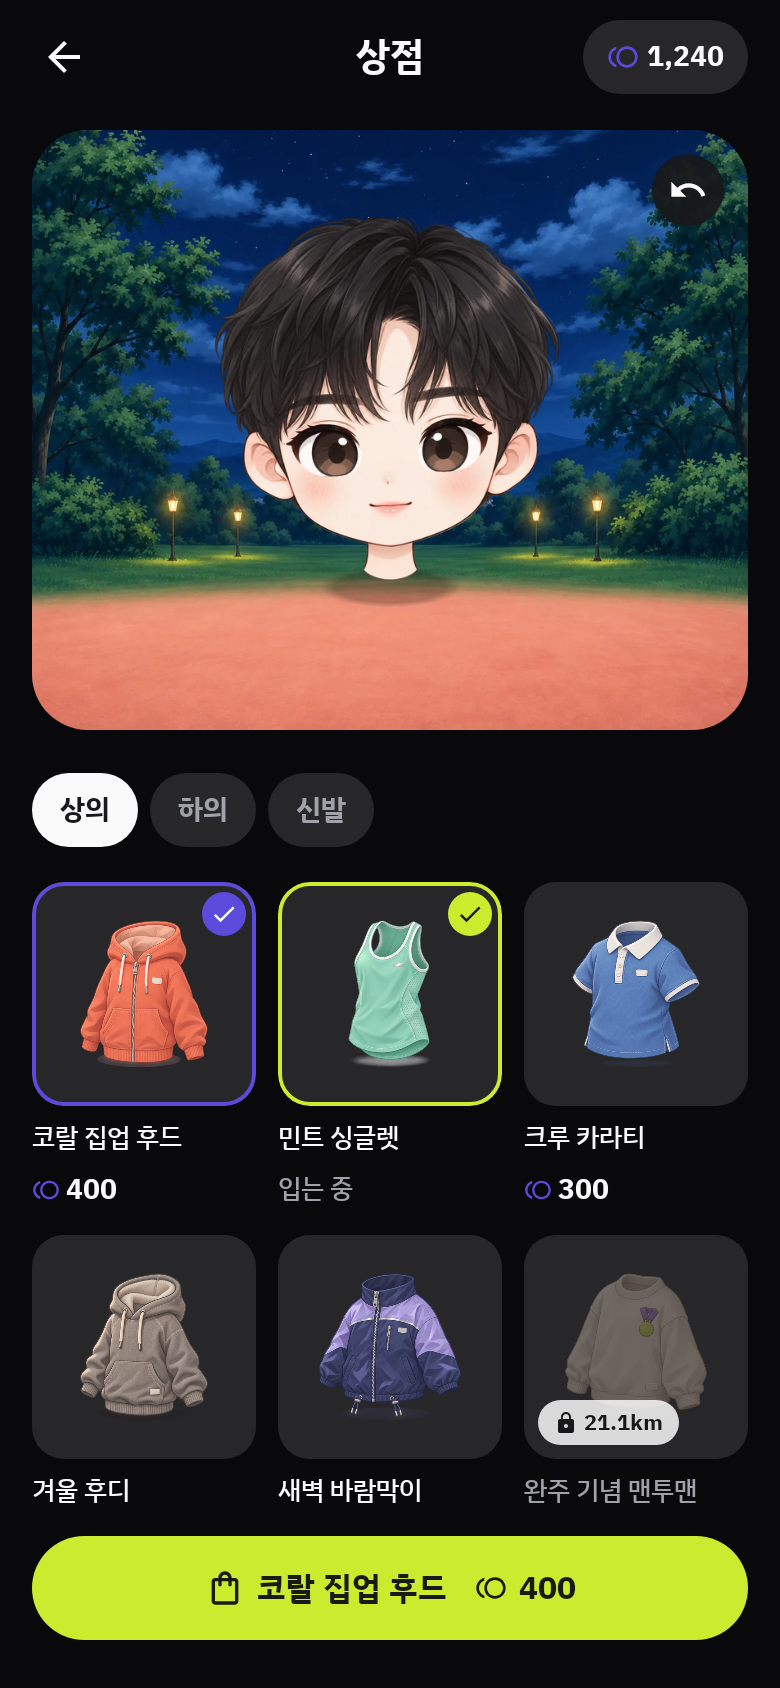 상점
1,240
상의
하의
신발
코랄 집업 후드
민트 싱글렛
크루 카라티
400
입는 중
300
21.1km
겨울 후디
새벽 바람막이
완주 기념 맨투맨
코랄 집업 후드 400